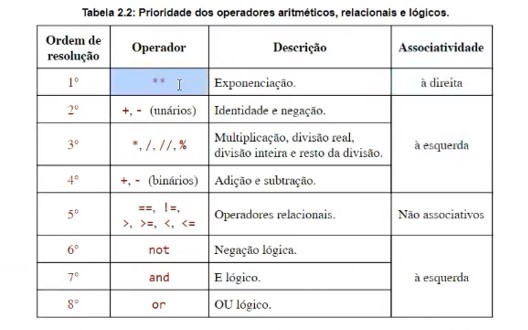 Tabela 2.2: Prioridade dos operadores aritméticos, relacionais e lógicos.
Ordem de resolução Operador Descrição Associatividade
1° ** Exponenciação. à direita
2° +, - (unários) Identidade e negação.
3° *, /, //, % Multiplicação, divisão real,
divisão inteira e resto da divisão. à esquerda
4° +, - (binários) Adição e subtração.
5° ==, !=,
>, >=, <, <= Operadores relacionais. Não associativos
6° not Negação lógica.
7° and E lógico. à esquerda
8° or OU lógico.